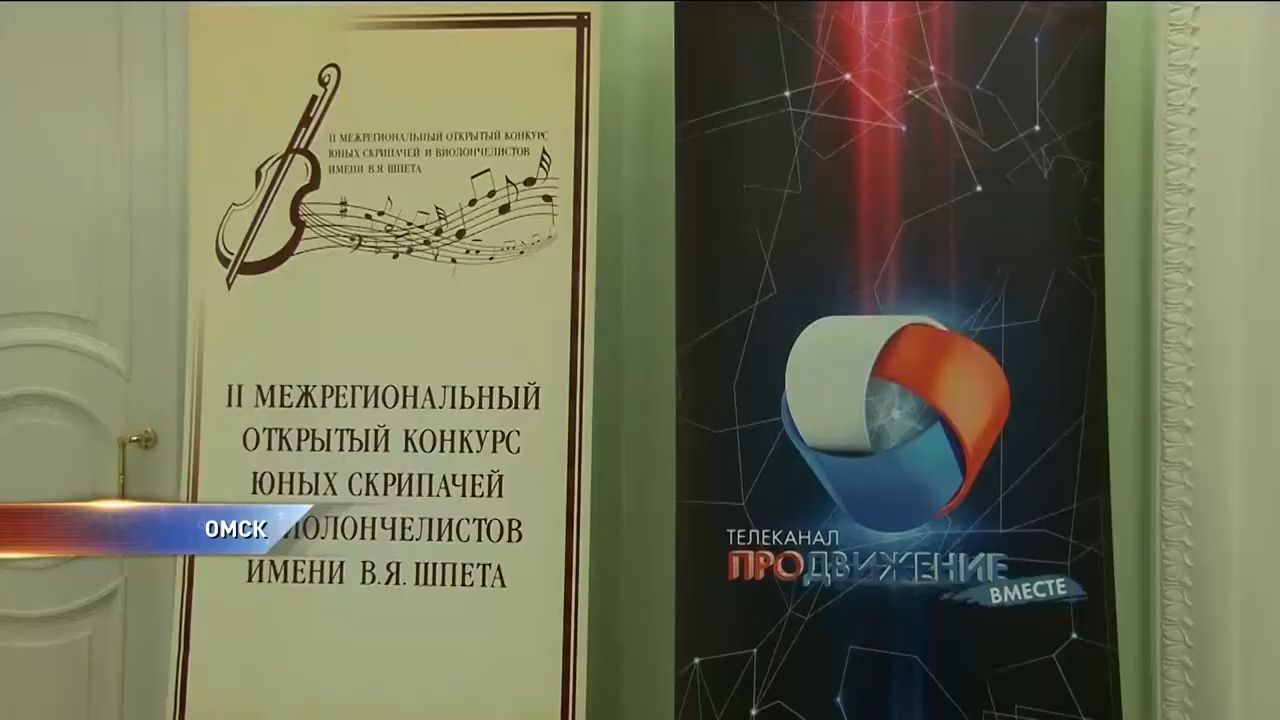 II МЕЖРЕГИОНАЛЬНЫЙ ОТКРЫТЫЙ КОНКУРС
ЮНЫХ СКРИПАЧЕЙ И ВИОЛОНЧЕЛИСТОВ
ИМЕНИ В.Я. ШПЕТА
II МЕЖРЕГИОНАЛЬНЫЙ
ОТКРЫТЫЙ КОНКУРС
ЮНЫХ СКРИПАЧЕЙ
ИОЛОНЧЕЛИСТОВ
ИМЕНИ В.Я. ШПЕТА
ОМСК
ТЕЛЕКАНАЛ
ПРОДВИЖЕНИЕ
ВМЕСТЕ